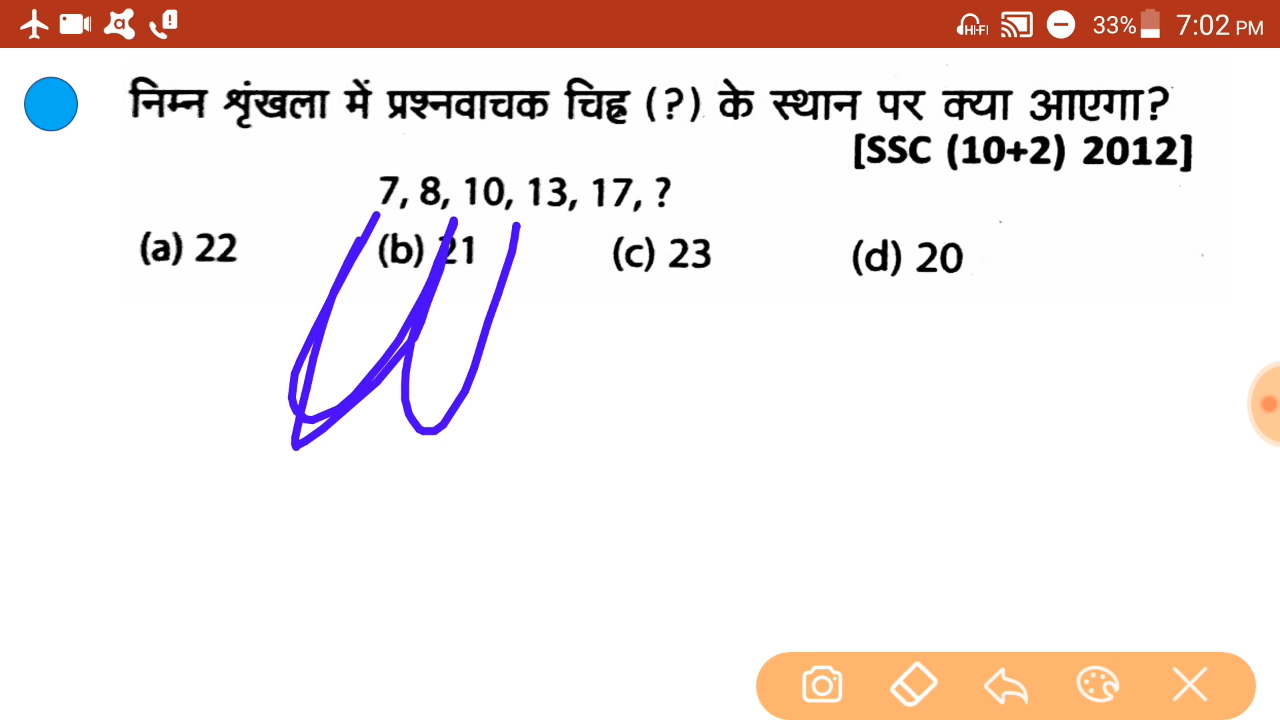 33% 7:02 PM
निम्न शृंखला में प्रश्नवाचक चिह्न (?) के स्थान पर क्या आएगा?
[SSC (10+2) 2012]
7, 8, 10, 13, 17, ?
(a) 22 (b) 21 (c) 23 (d) 20